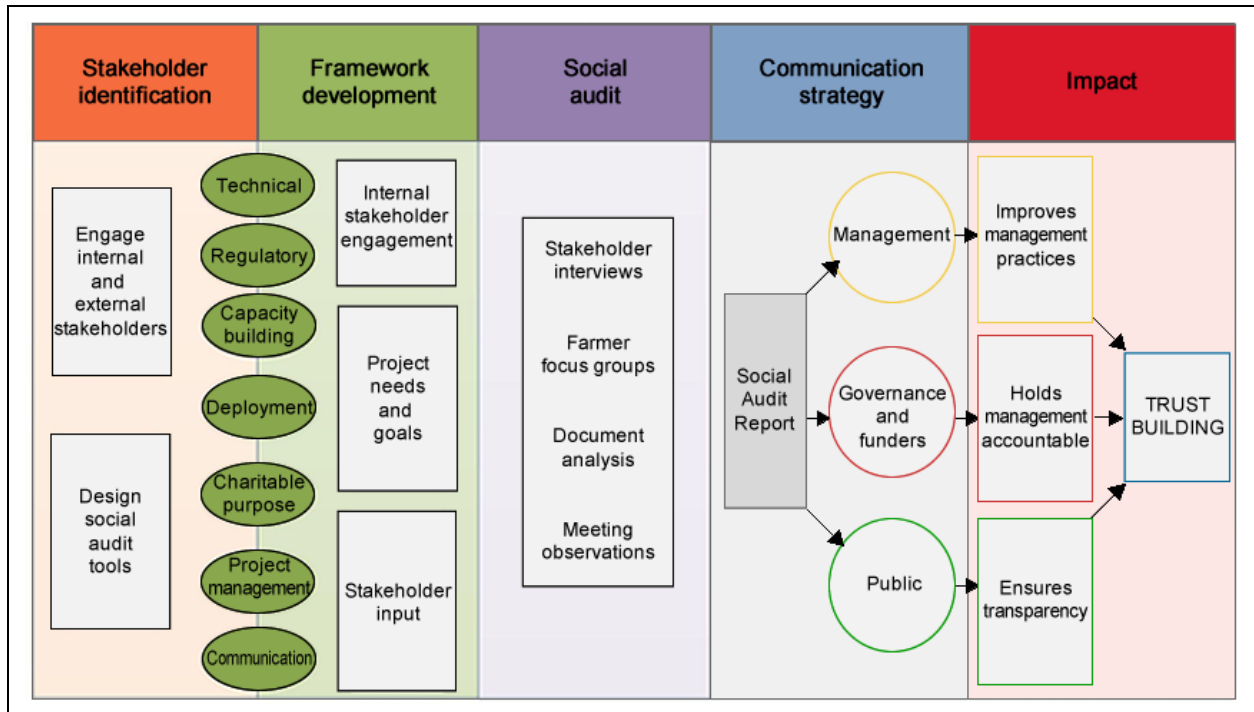 Stakeholder
identification
Framework
development
Social
audit
Communication
strategy
Impact
Engage
internal
and
external
stakeholders
Design
social
audit
tools
Technical
Regulatory
Capacity
building
Deployment
Charitable
purpose
Project
management
Communication
Internal
stakeholder
engagement
Project
needs
and
goals
Stakeholder
input
Stakeholder
interviews
Farmer
focus groups
Document
analysis
Meeting
observations
Social
Audit
Report
Management
Governance
and
funders
Public
Improves
management
practices
Holds
management
accountable
Ensures
transparency
TRUST
BUILDING